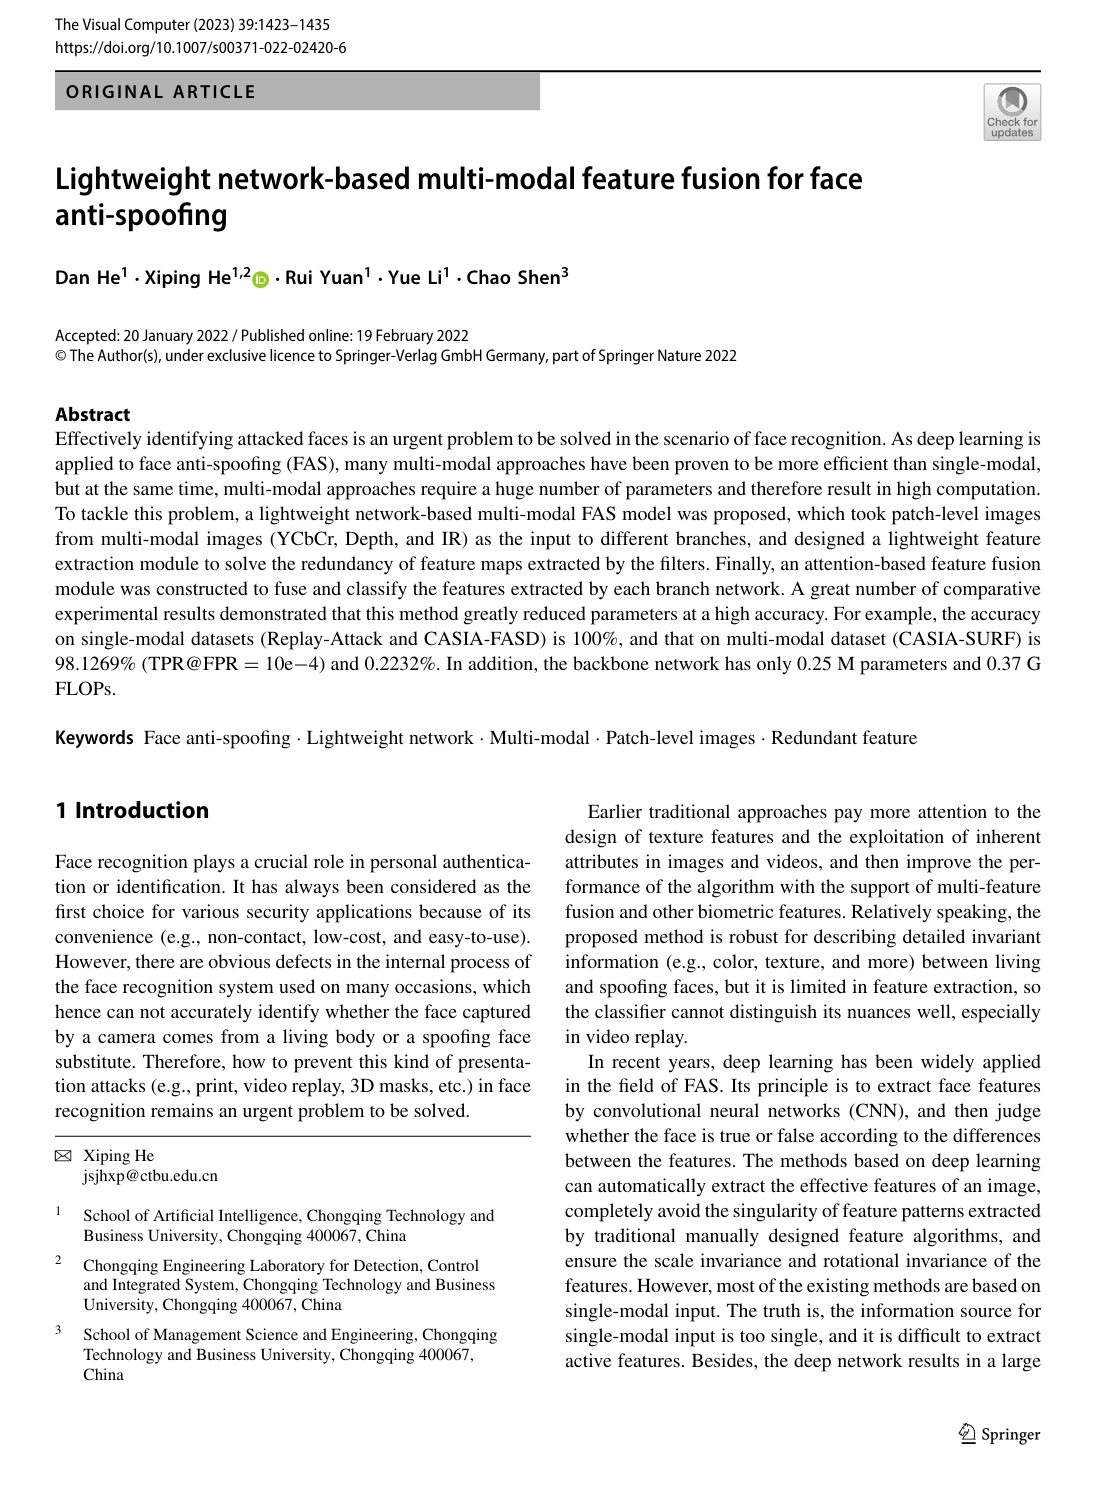 The Visual Computer (2023) 39:1423–1435
https://doi.org/10.1007/s00371-022-02420-6
ORIGINAL ARTICLE
Check for
updates
Lightweight network-based multi-modal feature fusion for face
anti-spoofing
Dan He1 · Xiping He1,2 iD · Rui Yuan1 · Yue Li1 · Chao Shen3
Accepted: 20 January 2022 / Published online: 19 February 2022
© The Author(s), under exclusive licence to Springer-Verlag GmbH Germany, part of Springer Nature 2022
Abstract
Effectively identifying attacked faces is an urgent problem to be solved in the scenario of face recognition. As deep learning is
applied to face anti-spoofing (FAS), many multi-modal approaches have been proven to be more efficient than single-modal,
but at the same time, multi-modal approaches require a huge number of parameters and therefore result in high computation.
To tackle this problem, a lightweight network-based multi-modal FAS model was proposed, which took patch-level images
from multi-modal images (YCbCr, Depth, and IR) as the input to different branches, and designed a lightweight feature
extraction module to solve the redundancy of feature maps extracted by the filters. Finally, an attention-based feature fusion
module was constructed to fuse and classify the features extracted by each branch network. A great number of comparative
experimental results demonstrated that this method greatly reduced parameters at a high accuracy. For example, the accuracy
on single-modal datasets (Replay-Attack and CASIA-FASD) is 100%, and that on multi-modal dataset (CASIA-SURF) is
98.1269% (TPR@FPR = 10e−4) and 0.2232%. In addition, the backbone network has only 0.25 M parameters and 0.37 G
FLOPs.
Keywords Face anti-spoofing · Lightweight network · Multi-modal · Patch-level images · Redundant feature
1 Introduction
Face recognition plays a crucial role in personal authentica-
tion or identification. It has always been considered as the
first choice for various security applications because of its
convenience (e.g., non-contact, low-cost, and easy-to-use).
However, there are obvious defects in the internal process of
the face recognition system used on many occasions, which
hence can not accurately identify whether the face captured
by a camera comes from a living body or a spoofing face
substitute. Therefore, how to prevent this kind of presenta-
tion attacks (e.g., print, video replay, 3D masks, etc.) in face
recognition remains an urgent problem to be solved.
Xiping He
jsjhxp@ctbu.edu.cn
1 School of Artificial Intelligence, Chongqing Technology and
Business University, Chongqing 400067, China
2 Chongqing Engineering Laboratory for Detection, Control
and Integrated System, Chongqing Technology and Business
University, Chongqing 400067, China
3 School of Management Science and Engineering, Chongqing
Technology and Business University, Chongqing 400067,
China
Earlier traditional approaches pay more attention to the
design of texture features and the exploitation of inherent
attributes in images and videos, and then improve the per-
formance of the algorithm with the support of multi-feature
fusion and other biometric features. Relatively speaking, the
proposed method is robust for describing detailed invariant
information (e.g., color, texture, and more) between living
and spoofing faces, but it is limited in feature extraction, so
the classifier cannot distinguish its nuances well, especially
in video replay.
In recent years, deep learning has been widely applied
in the field of FAS. Its principle is to extract face features
by convolutional neural networks (CNN), and then judge
whether the face is true or false according to the differences
between the features. The methods based on deep learning
can automatically extract the effective features of an image,
completely avoid the singularity of feature patterns extracted
by traditional manually designed feature algorithms, and
ensure the scale invariance and rotational invariance of the
features. However, most of the existing methods are based on
single-modal input. The truth is, the information source for
single-modal input is too single, and it is difficult to extract
active features. Besides, the deep network results in a large
Springer